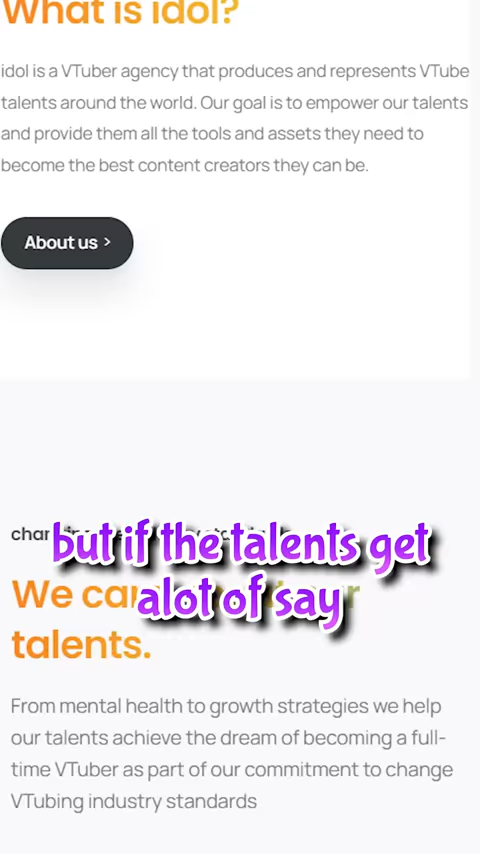 What is idol?
idol is a VTuber agency that produces and represents VTube
talents around the world. Our goal is to empower our talents
and provide them all the tools and assets they need to
become the best content creators they can be.
About us >
but if the talents get
We
alot of say
talents.
From mental health to growth strategies we help
our talents achieve the dream of becoming a full-
time VTuber as part of our commitment to change
VTubing industry standards